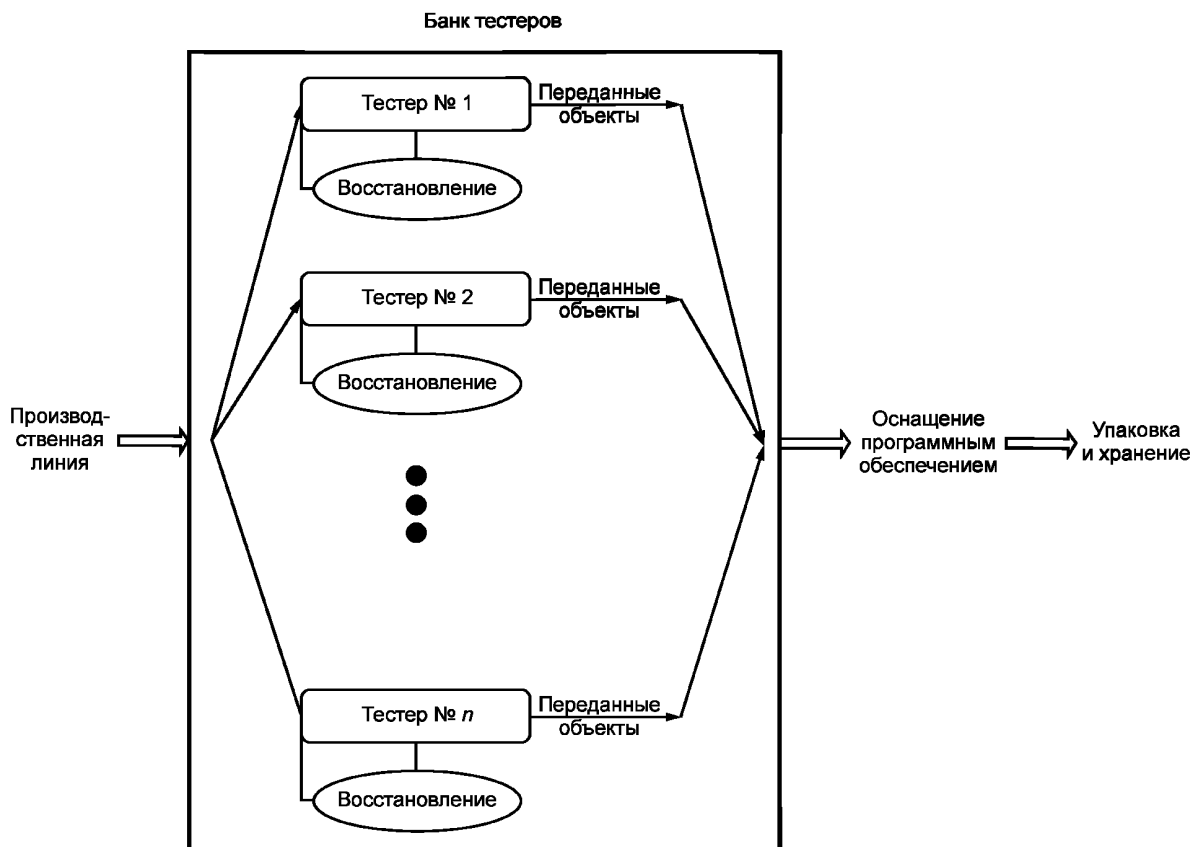 Банк тестеров
Тестер № 1
Переданные
объекты
Восстановление
Тестер № 2
Переданные
объекты
Восстановление
Производ-
ственная
линия
Оснащение
программным
обеспечением
Упаковка
и хранение
Тестер № n
Переданные
объекты
Восстановление